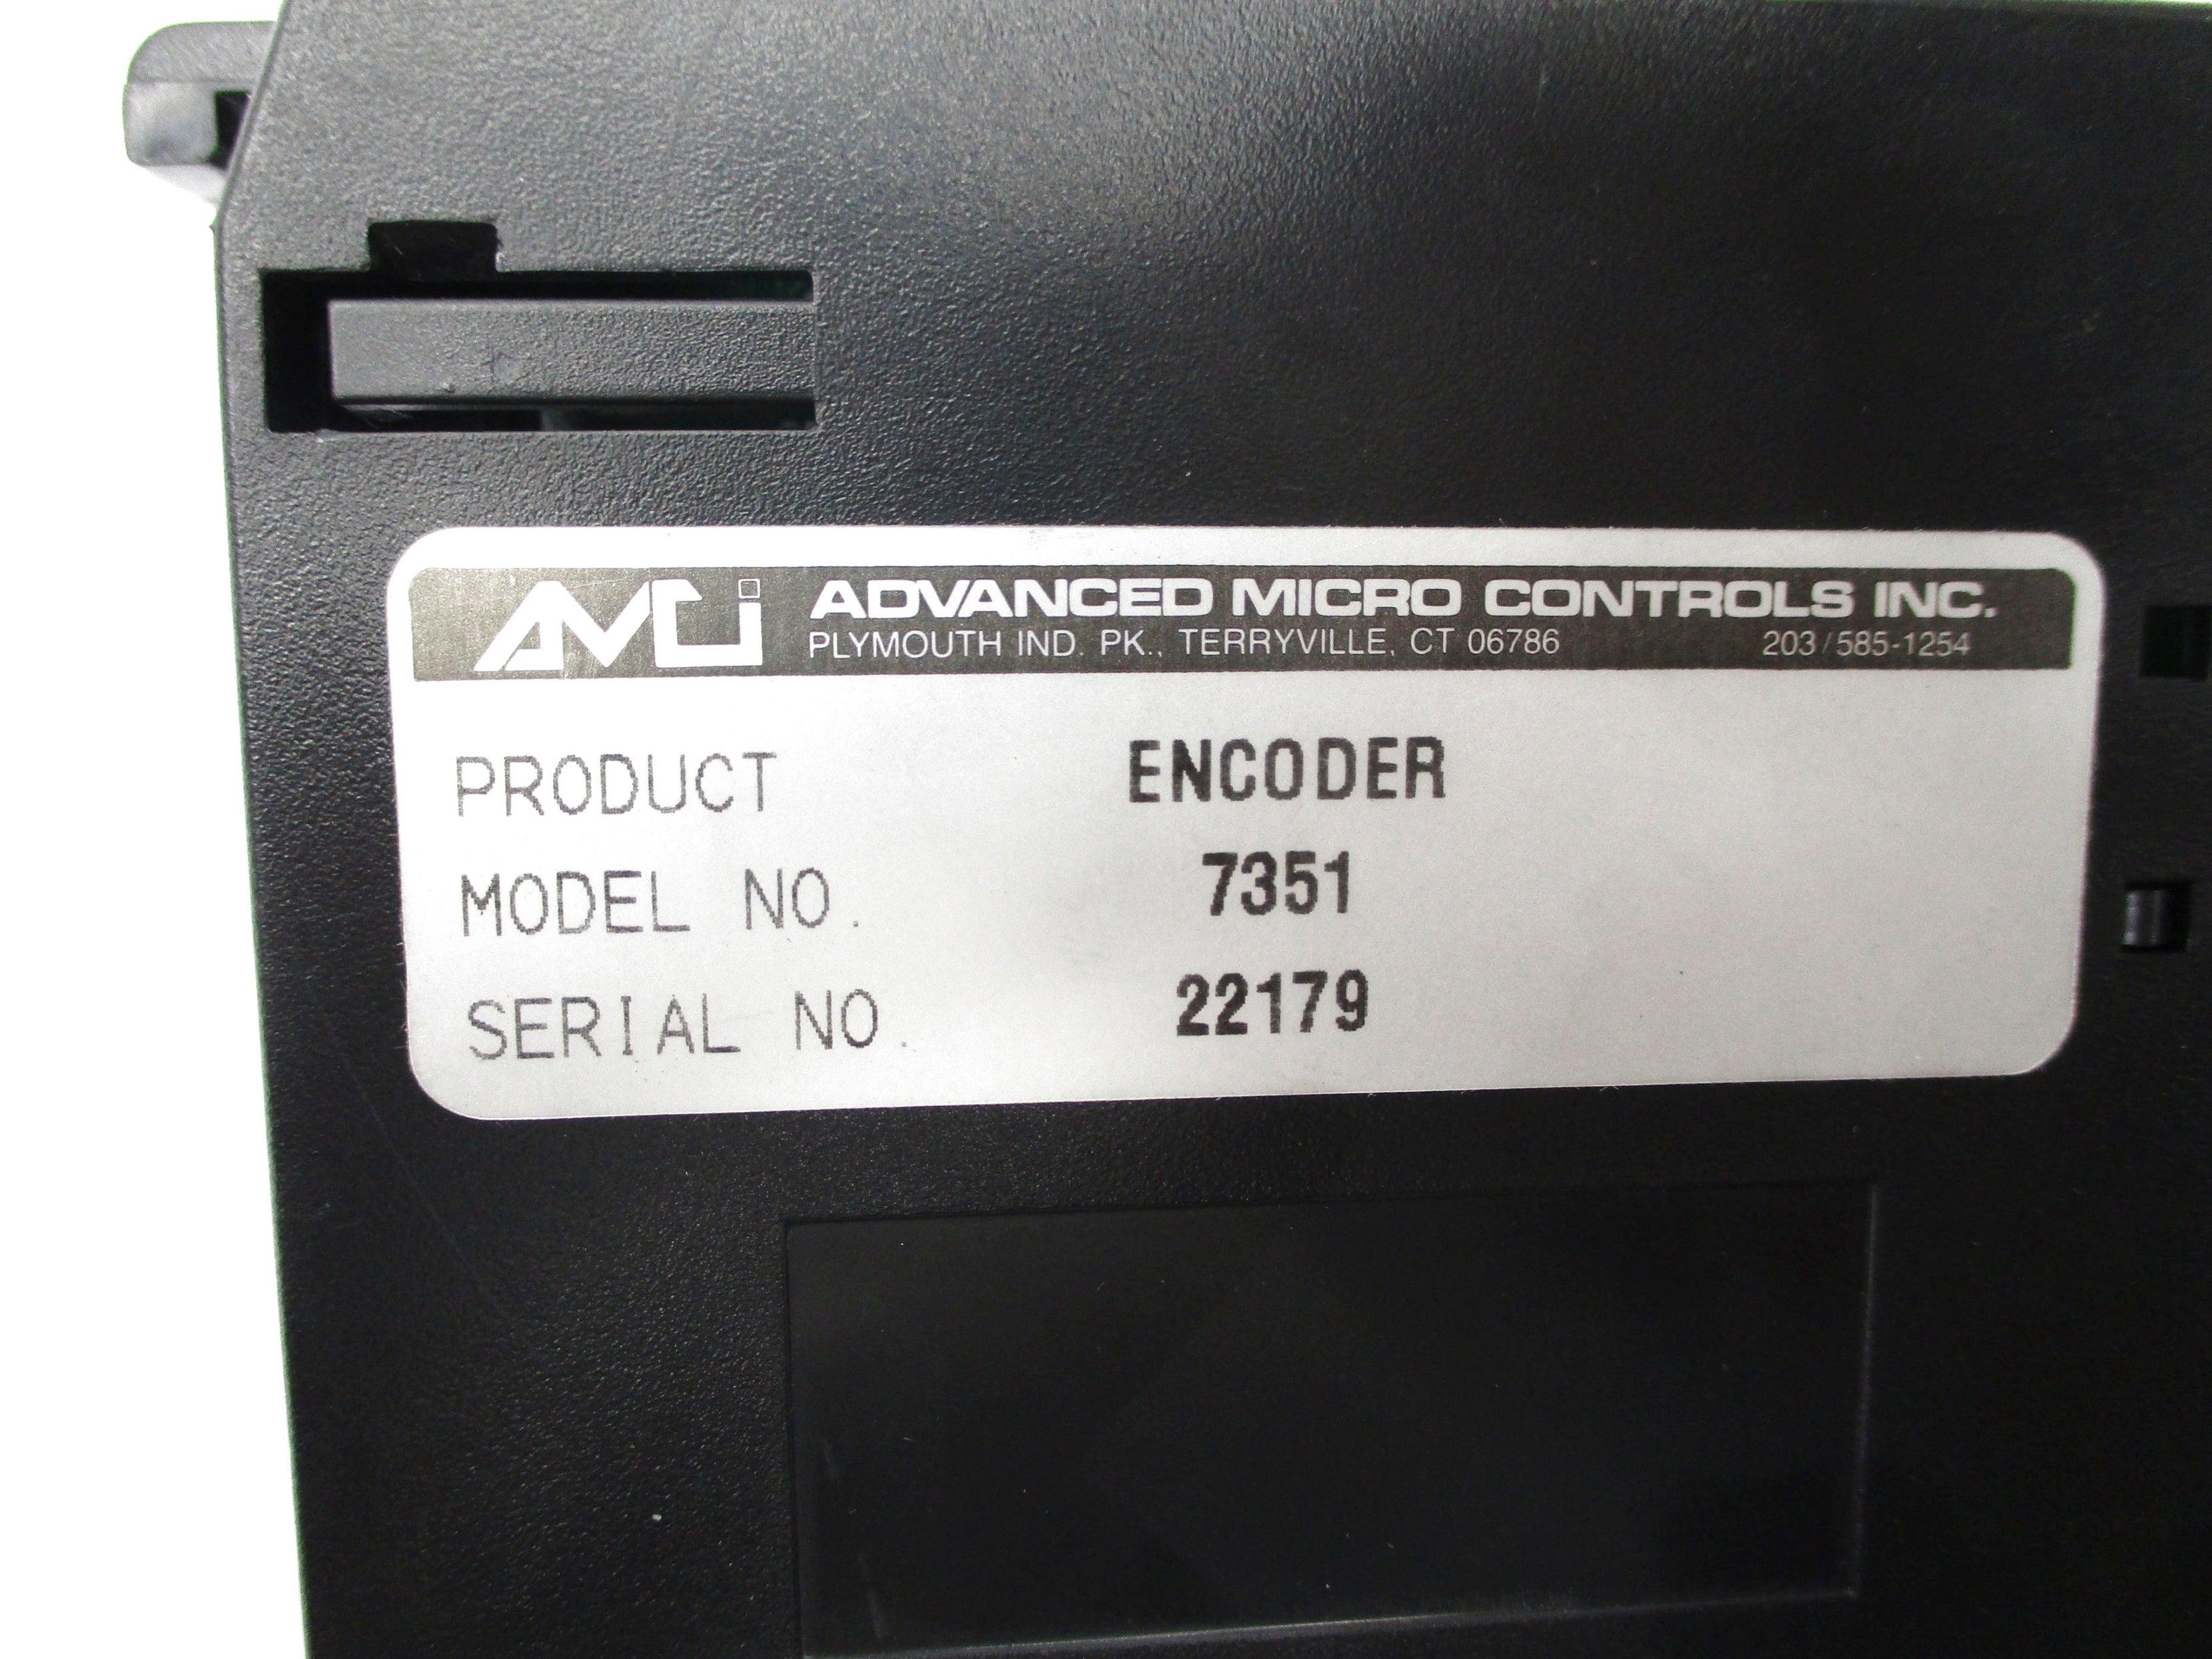 AMCI ADVANCED MICRO CONTROLS INC.
PLYMOUTH IND. PK., TERRYVILLE, CT 06786 203/585-1254
PRODUCT ENCODER
MODEL NO. 7351
SERIAL NO. 22179